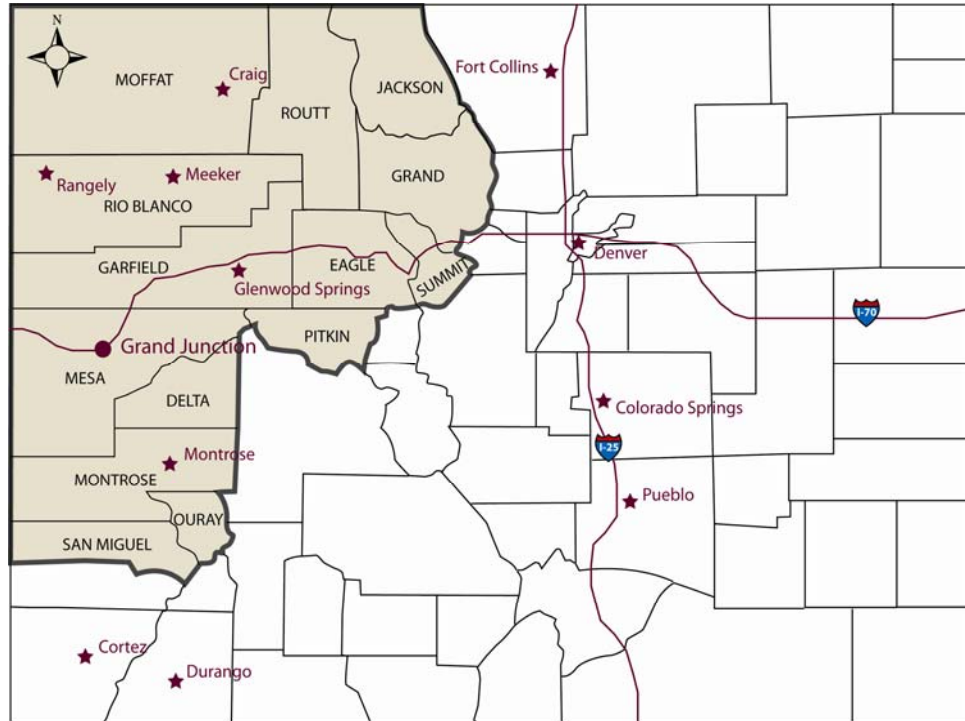 N
Fort Collins
MOFFAT
Craig
JACKSON
ROUTT
GRAND
Rangely
Meeker
RIO BLANCO
Denver
GARFIELD
EAGLE
SUMMIT
Glenwood Springs
I-70
PITKIN
Grand Junction
MESA
DELTA
Colorado Springs
I-25
Montrose
MONTROSE
Pueblo
OURAY
SAN MIGUEL
Cortez
Durango